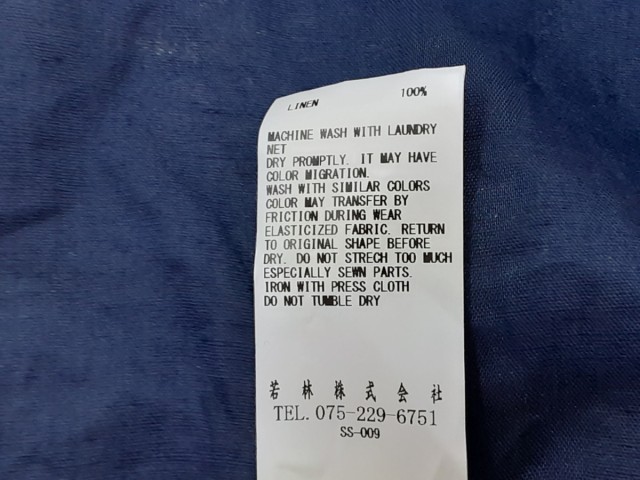 LINEN 100%
MACHINE WASH WITH LAUNDRY
NET
DRY PROMPTLY. IT MAY HAVE
COLOR MIGRATION.
WASH WITH SIMILAR COLORS
COLOR MAY TRANSFER BY
FRICTION DURING WEAR
ELASTICIZED FABRIC. RETURN
TO ORIGINAL SHAPE BEFORE
DRY. DO NOT STRECH TOO MUCH
ESPECIALLY SEWN PARTS.
IRON WITH PRESS CLOTH
DO NOT TUMBLE DRY
若林株式会社
TEL. 075-229-6751
SS-009